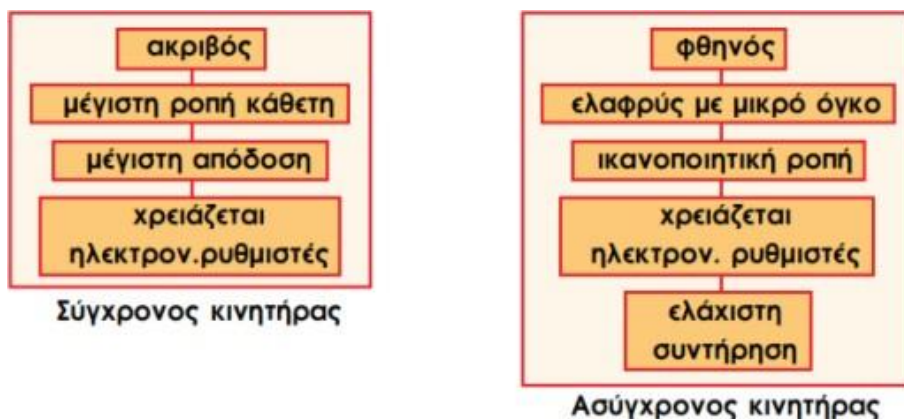 ακριβός
μέγιστη ροπή κάθετη
μέγιστη απόδοση
χρειάζεται
ηλεκτρον.ρυθμιστές
Σύγχρονος κινητήρας
φθηνός
ελαφρύς με μικρό όγκο
ικανοποιητική ροπή
χρειάζεται
ηλεκτρον. ρυθμιστές
ελάχιστη
συντήρηση
Ασύγχρονος κινητήρας